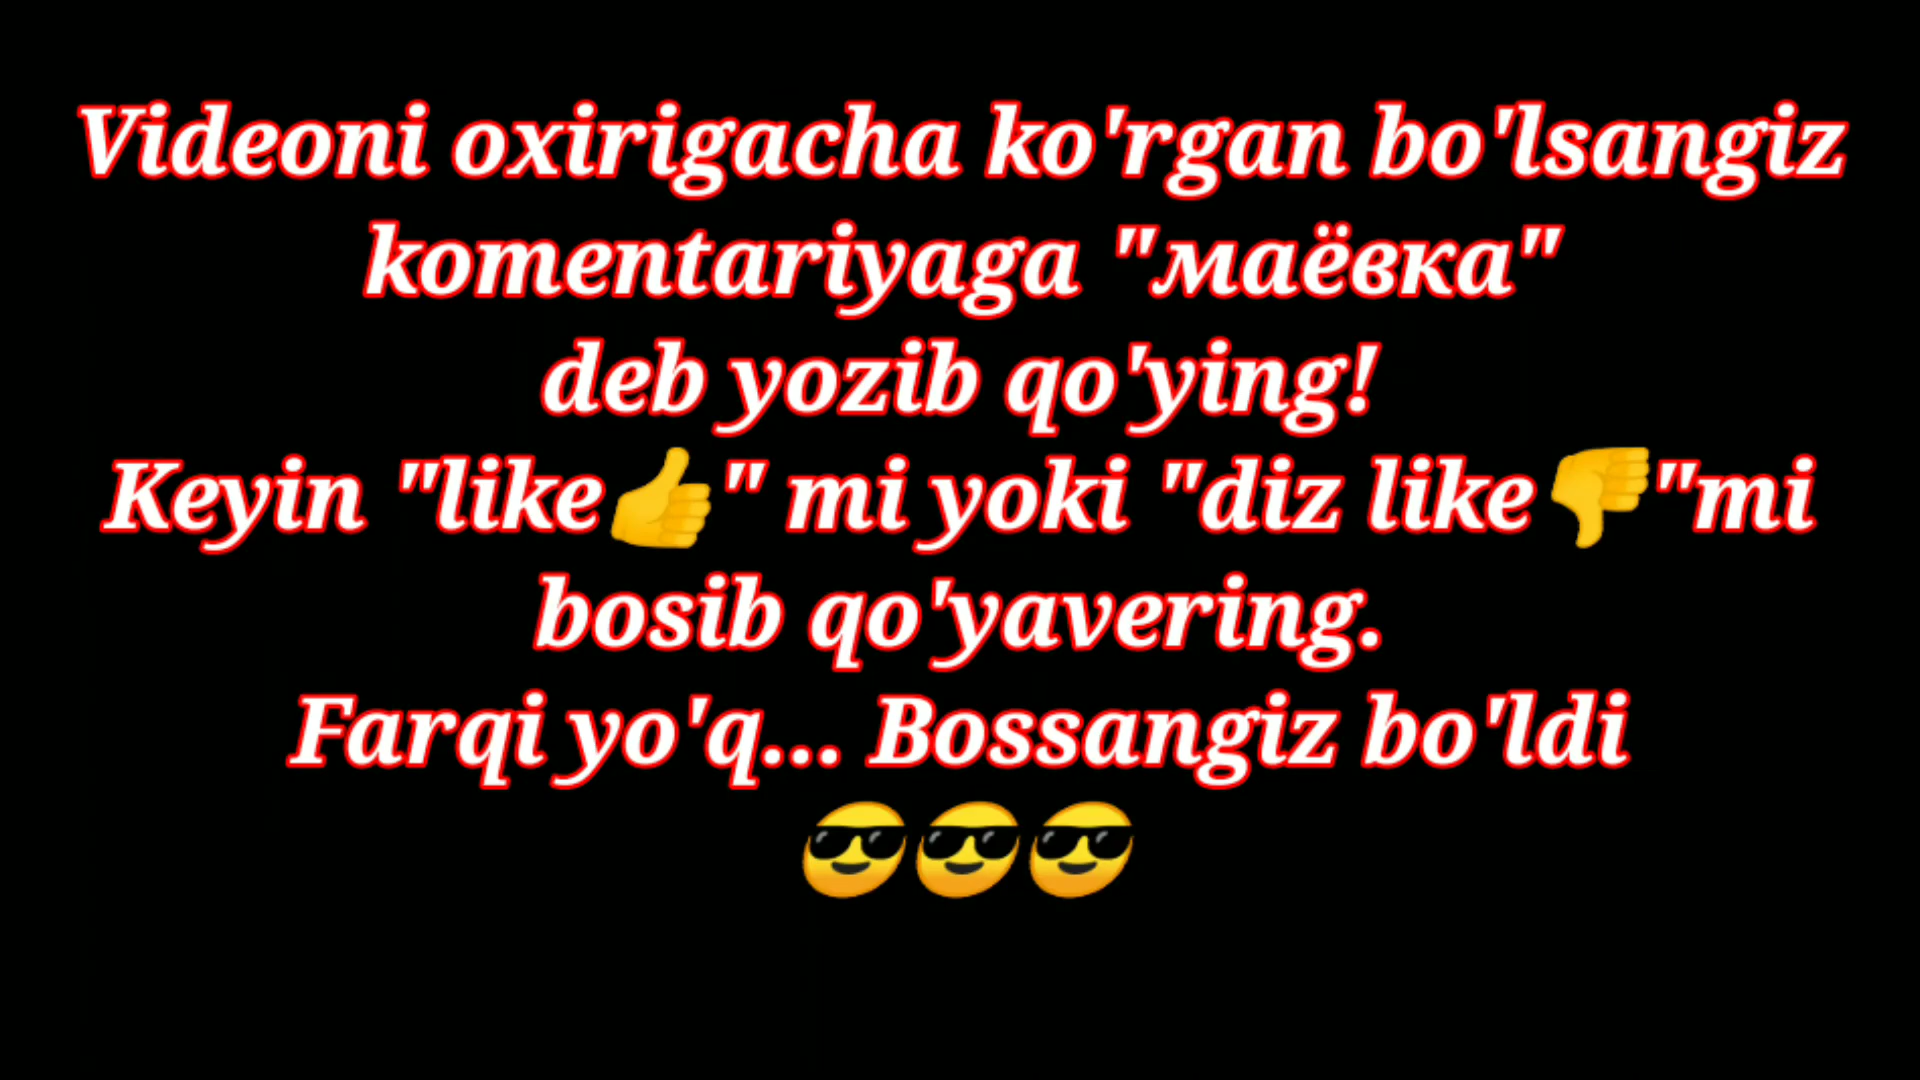 Videoni oxirigacha ko'rgan bo'lsangiz
komentariyaga "маёвка"
deb yozib qo'ying!
Keyin "like👍" mi yoki "diz like👎"mi
bosib qo'yavering.
Farqi yo'q... Bossangiz bo'ldi
😎😎😎